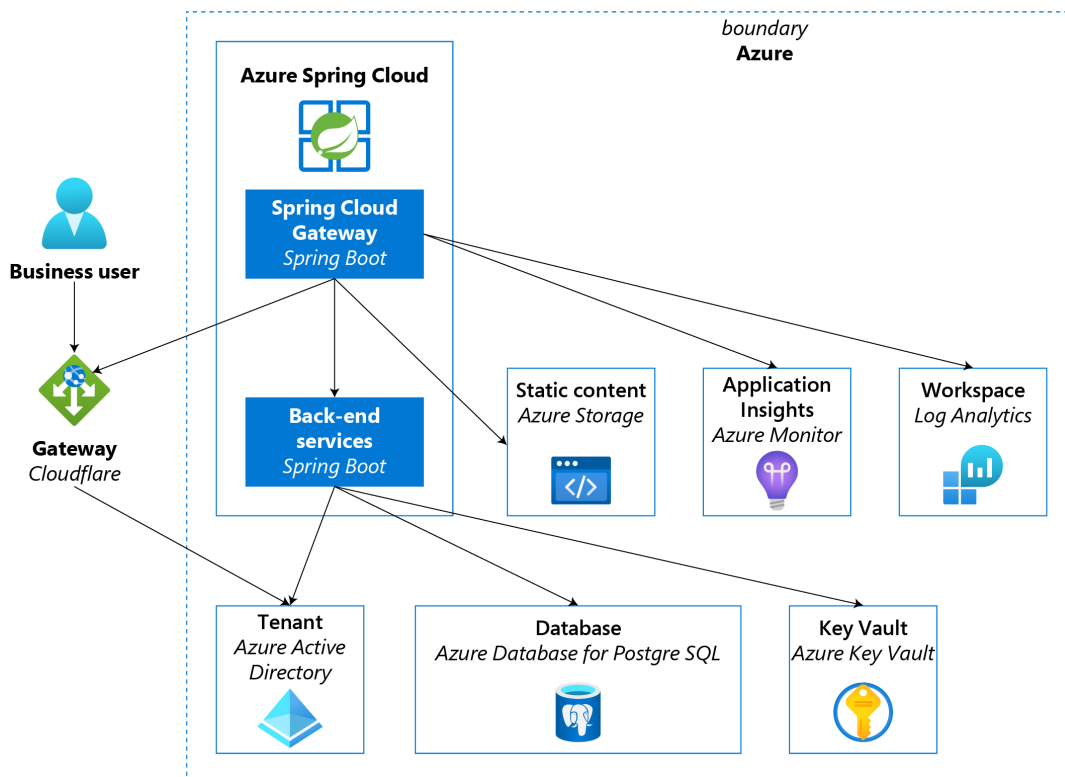 boundary
Azure
Azure Spring Cloud
Spring Cloud
Gateway
Spring Boot
Business user
Gateway
Cloudflare
Back-end
services
Spring Boot
Static content
Azure Storage
Application
Insights
Azure Monitor
Workspace
Log Analytics
Tenant
Azure Active
Directory
Database
Azure Database for Postgre SQL
Key Vault
Azure Key Vault